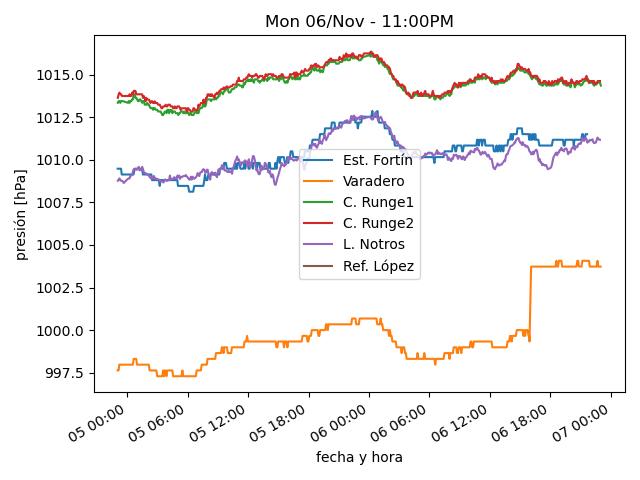 Mon 06/Nov - 11:00PM
presión [hPa]
1015.0
1012.5
1010.0
1007.5
1005.0
1002.5
1000.0
997.5
Est. Fortín
Varadero
C. Runge1
C. Runge2
L. Notros
Ref. López
05 00:00
05 06:00
05 12:00
05 18:00
06 00:00
06 06:00
06 12:00
06 18:00
07 00:00
fecha y hora